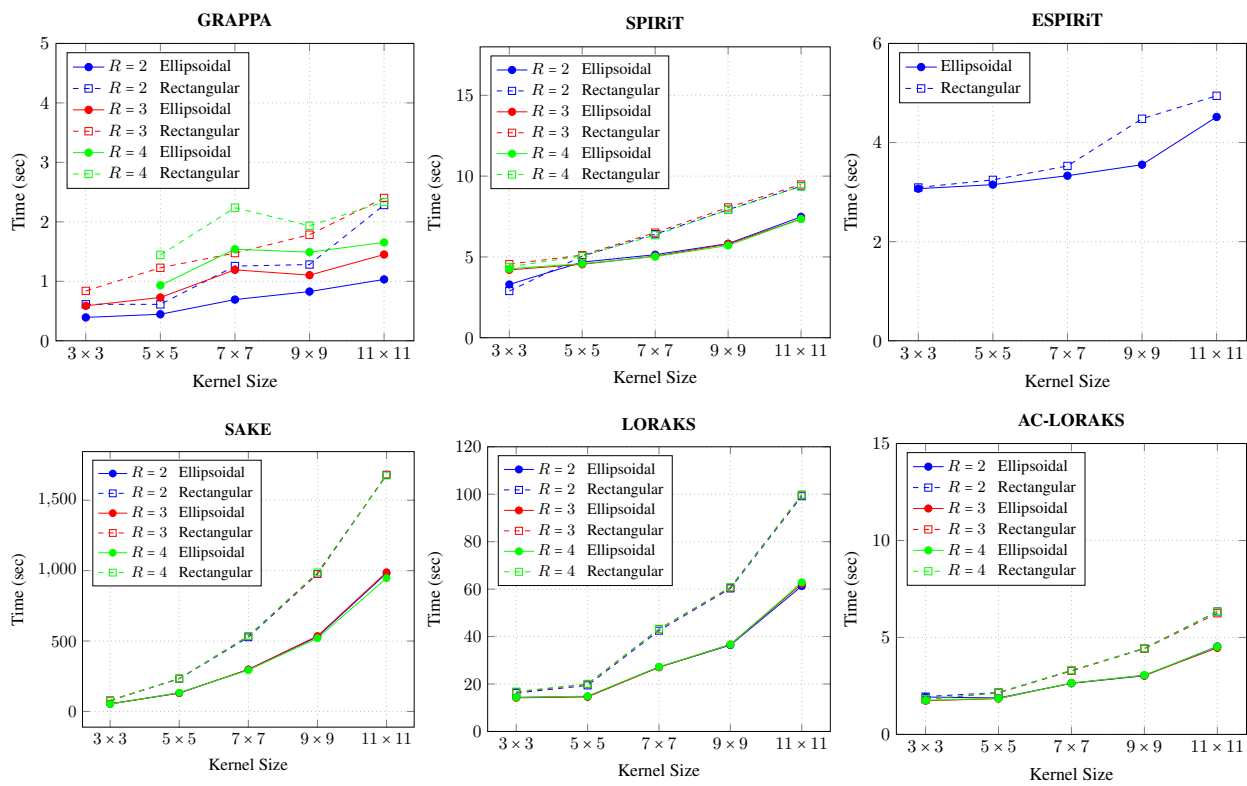 GRAPPA
5
4
3
2
1
0
Time (sec)
R = 2 Ellipsoidal
R = 2 Rectangular
R = 3 Ellipsoidal
R = 3 Rectangular
R = 4 Ellipsoidal
R = 4 Rectangular
3 × 3 5 × 5 7 × 7 9 × 9 11 × 11
Kernel Size
SPIRiT
15
10
5
0
Time (sec)
R = 2 Ellipsoidal
R = 2 Rectangular
R = 3 Ellipsoidal
R = 3 Rectangular
R = 4 Ellipsoidal
R = 4 Rectangular
3 × 3 5 × 5 7 × 7 9 × 9 11 × 11
Kernel Size
ESPIRiT
6
4
2
0
Time (sec)
Ellipsoidal
Rectangular
3 × 3 5 × 5 7 × 7 9 × 9 11 × 11
Kernel Size
SAKE
1,500
1,000
500
0
Time (sec)
R = 2 Ellipsoidal
R = 2 Rectangular
R = 3 Ellipsoidal
R = 3 Rectangular
R = 4 Ellipsoidal
R = 4 Rectangular
3 × 3 5 × 5 7 × 7 9 × 9 11 × 11
Kernel Size
LORAKS
120
100
80
60
40
20
0
Time (sec)
R = 2 Ellipsoidal
R = 2 Rectangular
R = 3 Ellipsoidal
R = 3 Rectangular
R = 4 Ellipsoidal
R = 4 Rectangular
3 × 3 5 × 5 7 × 7 9 × 9 11 × 11
Kernel Size
AC-LORAKS
15
10
5
0
Time (sec)
R = 2 Ellipsoidal
R = 2 Rectangular
R = 3 Ellipsoidal
R = 3 Rectangular
R = 4 Ellipsoidal
R = 4 Rectangular
3 × 3 5 × 5 7 × 7 9 × 9 11 × 11
Kernel Size